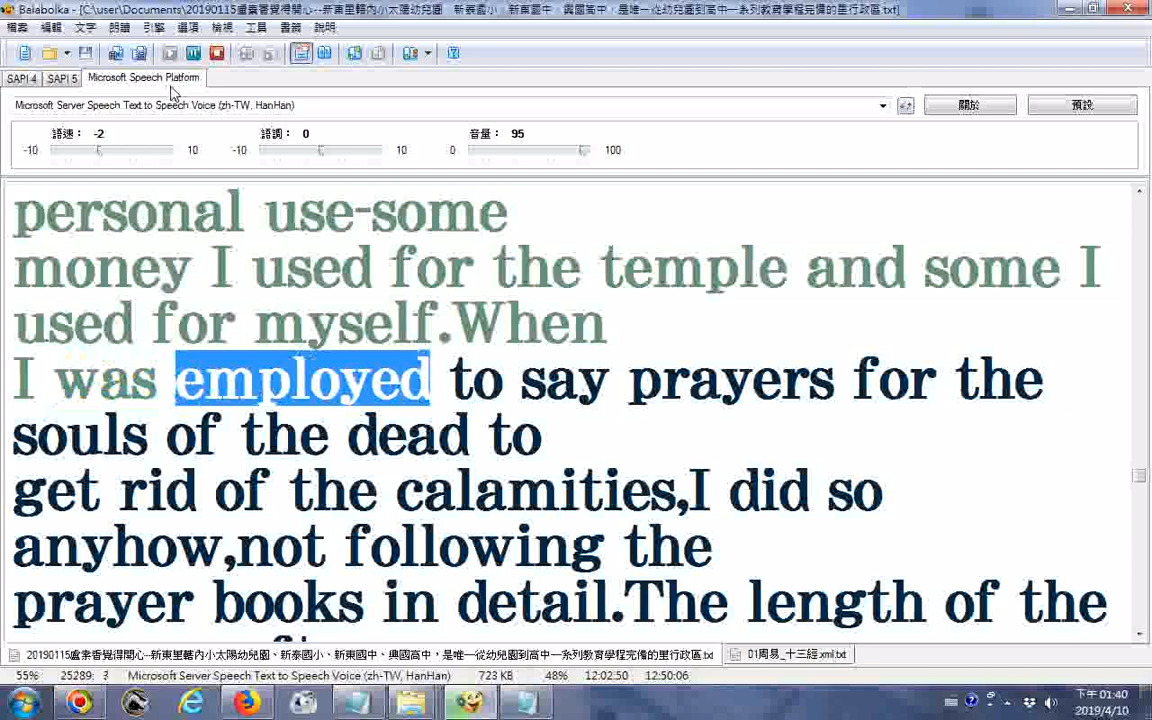 Balabolka - [C:\user\Documents\20190115盧素香覺得開心--新東里轄內小太陽幼兒園、新泰國小、新東國中、興國高中，是唯一從幼兒園到高中一系列教育學程完備的里行政區.txt]
檔案 編輯 文字 朗讀 引擎 選項 檢視 工具 書籤 說明
SAPI 4 SAPI 5 Microsoft Speech Platform
Microsoft Server Speech Text to Speech Voice (zh-TW, HanHan) 關於 預設
語速： -2 語調： 0 音量： 95
-10 10 -10 10 0 100
personal use-some
money I used for the temple and some I
used for myself.When
I was employed to say prayers for the
souls of the dead to
get rid of the calamities,I did so
anyhow,not following the
prayer books in detail.The length of the
20190115盧素香覺得開心--新東里轄內小太陽幼兒園、新泰國小、新東國中、興國高中，是唯一從幼兒園到高中一系列教育學程完備的里行政區.txt 01周易_十三經.xml.txt
55% 25289: Microsoft Server Speech Text to Speech Voice (zh-TW, HanHan) 723 KB 48% 12:02:50 12:50:06
下午 01:40
2019/4/10